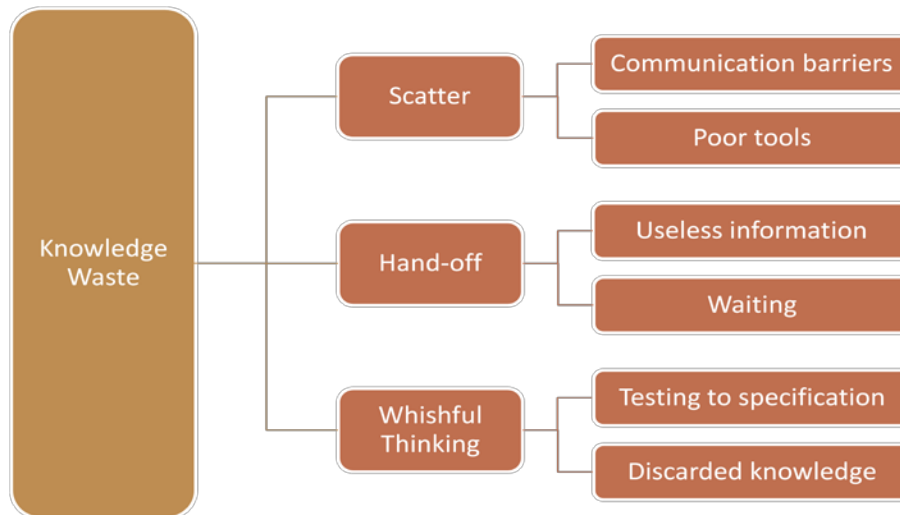 Knowledge
Waste
Scatter
Communication barriers
Poor tools
Hand-off
Useless information
Waiting
Whishful
Thinking
Testing to specification
Discarded knowledge